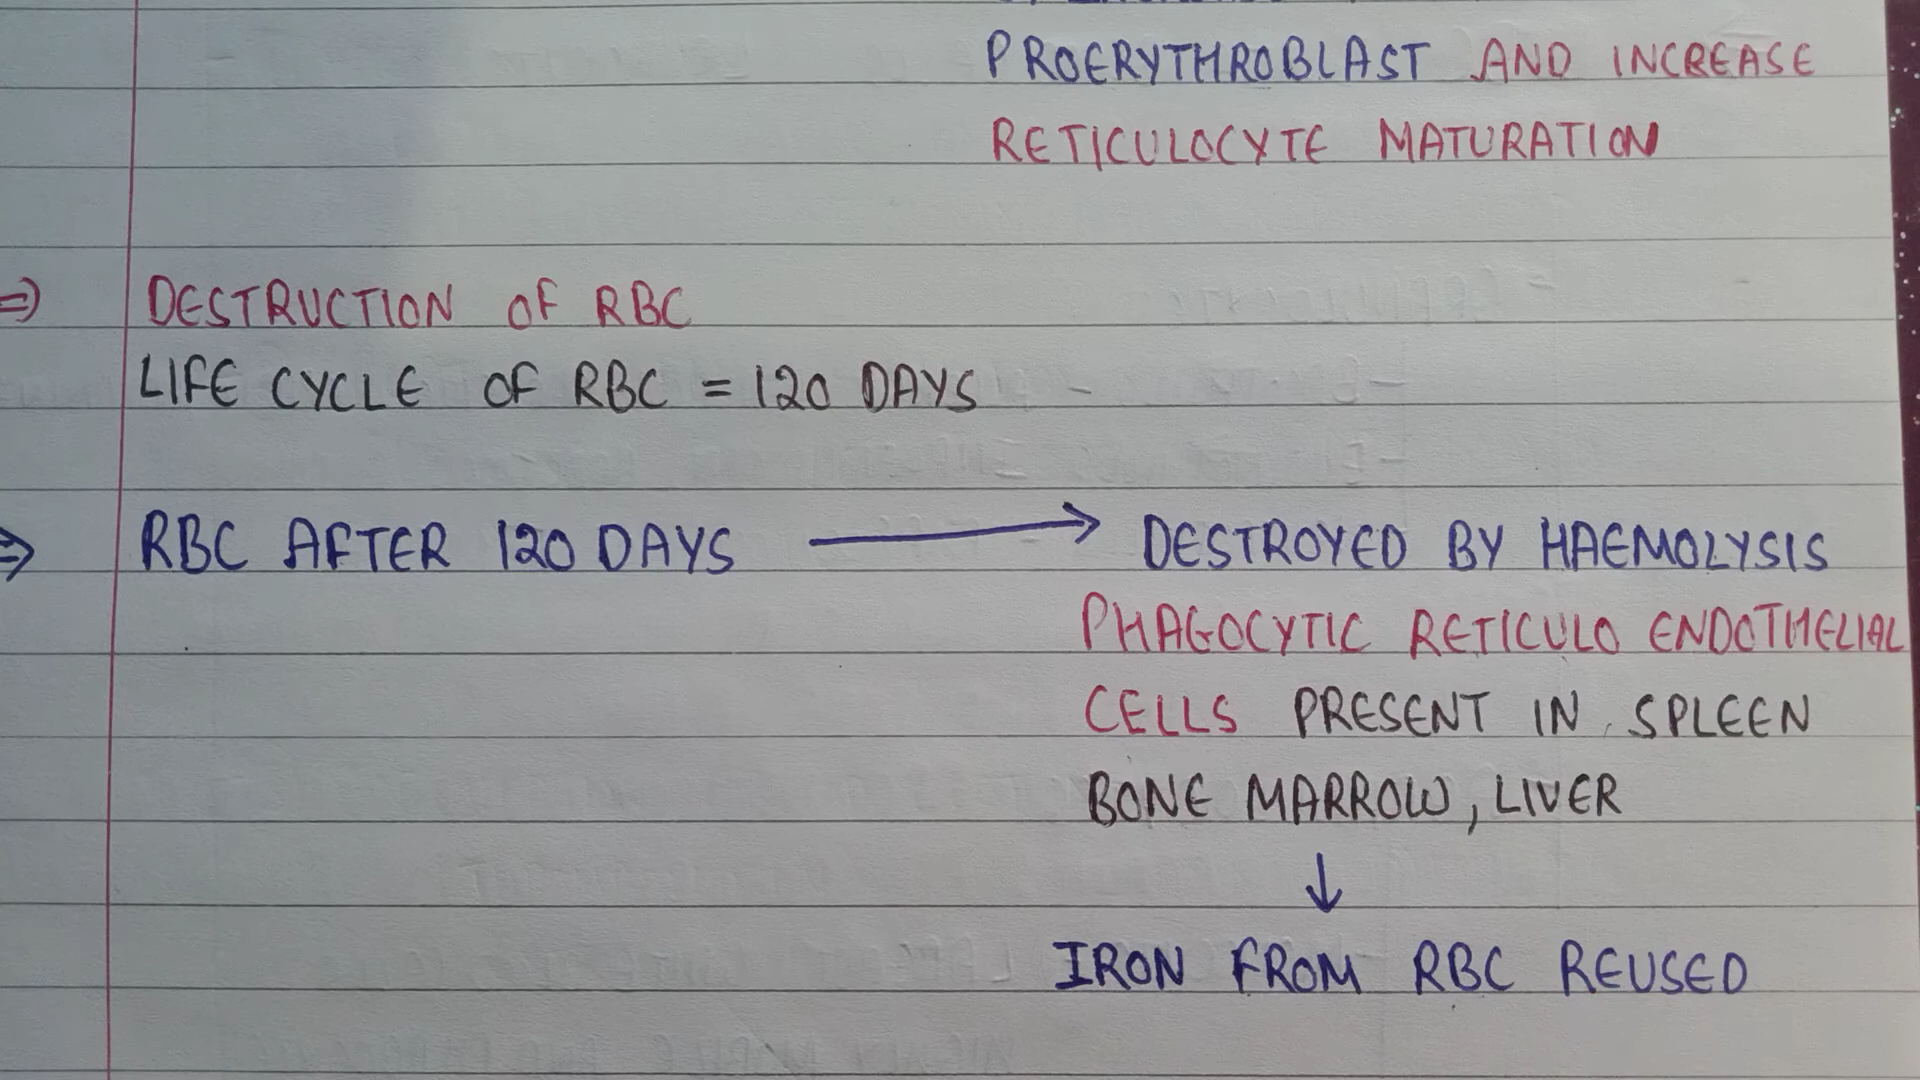 PROERYTHROBLAST AND INCREASE
RETICULOCYTE MATURATION
⇒ DESTRUCTION OF RBC
LIFE CYCLE OF RBC = 120 DAYS
⇒ RBC AFTER 120 DAYS → DESTROYED BY HAEMOLYSIS
PHAGOCYTIC RETICULO ENDOTHELIAL
CELLS PRESENT IN SPLEEN
BONE MARROW, LIVER
↓
IRON FROM RBC REUSED